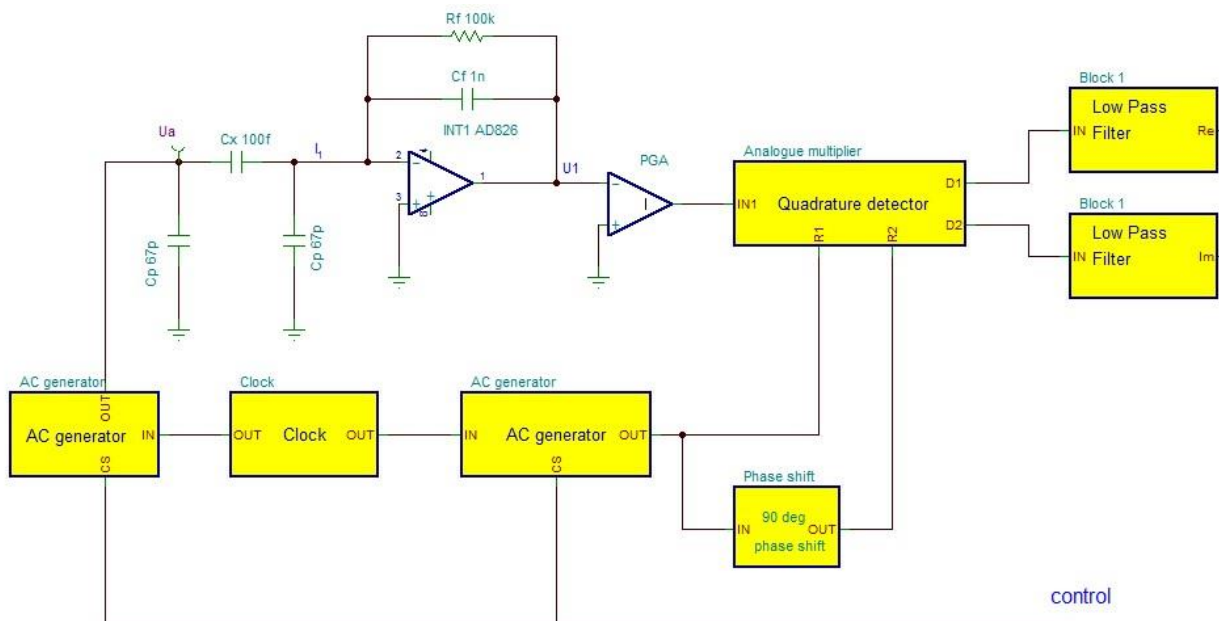 Rf 100k
Cf 1n
INT1 AD826
Ua
Cx 100f
I1
2
3
1
4
8
U1
PGA
Cp 67p
Cp 67p
Analogue multiplier
IN1
Quadrature detector
D1
D2
R1
R2
Block 1
Low Pass
Filter
IN
Re
Block 1
Low Pass
Filter
IN
Im
AC generator
OUT
AC generator
IN
CS
Clock
OUT
Clock
OUT
AC generator
IN
AC generator
OUT
CS
Phase shift
IN
90 deg
phase shift
OUT
control